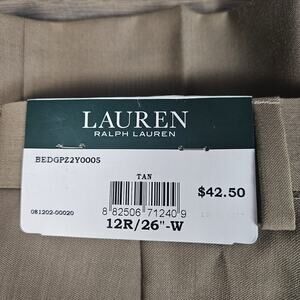 LAUREN
RALPH LAUREN
BEDGPZ2Y0005
TAN
$42.50
081202-00020
8 82506 71240 9
12R/26"-W